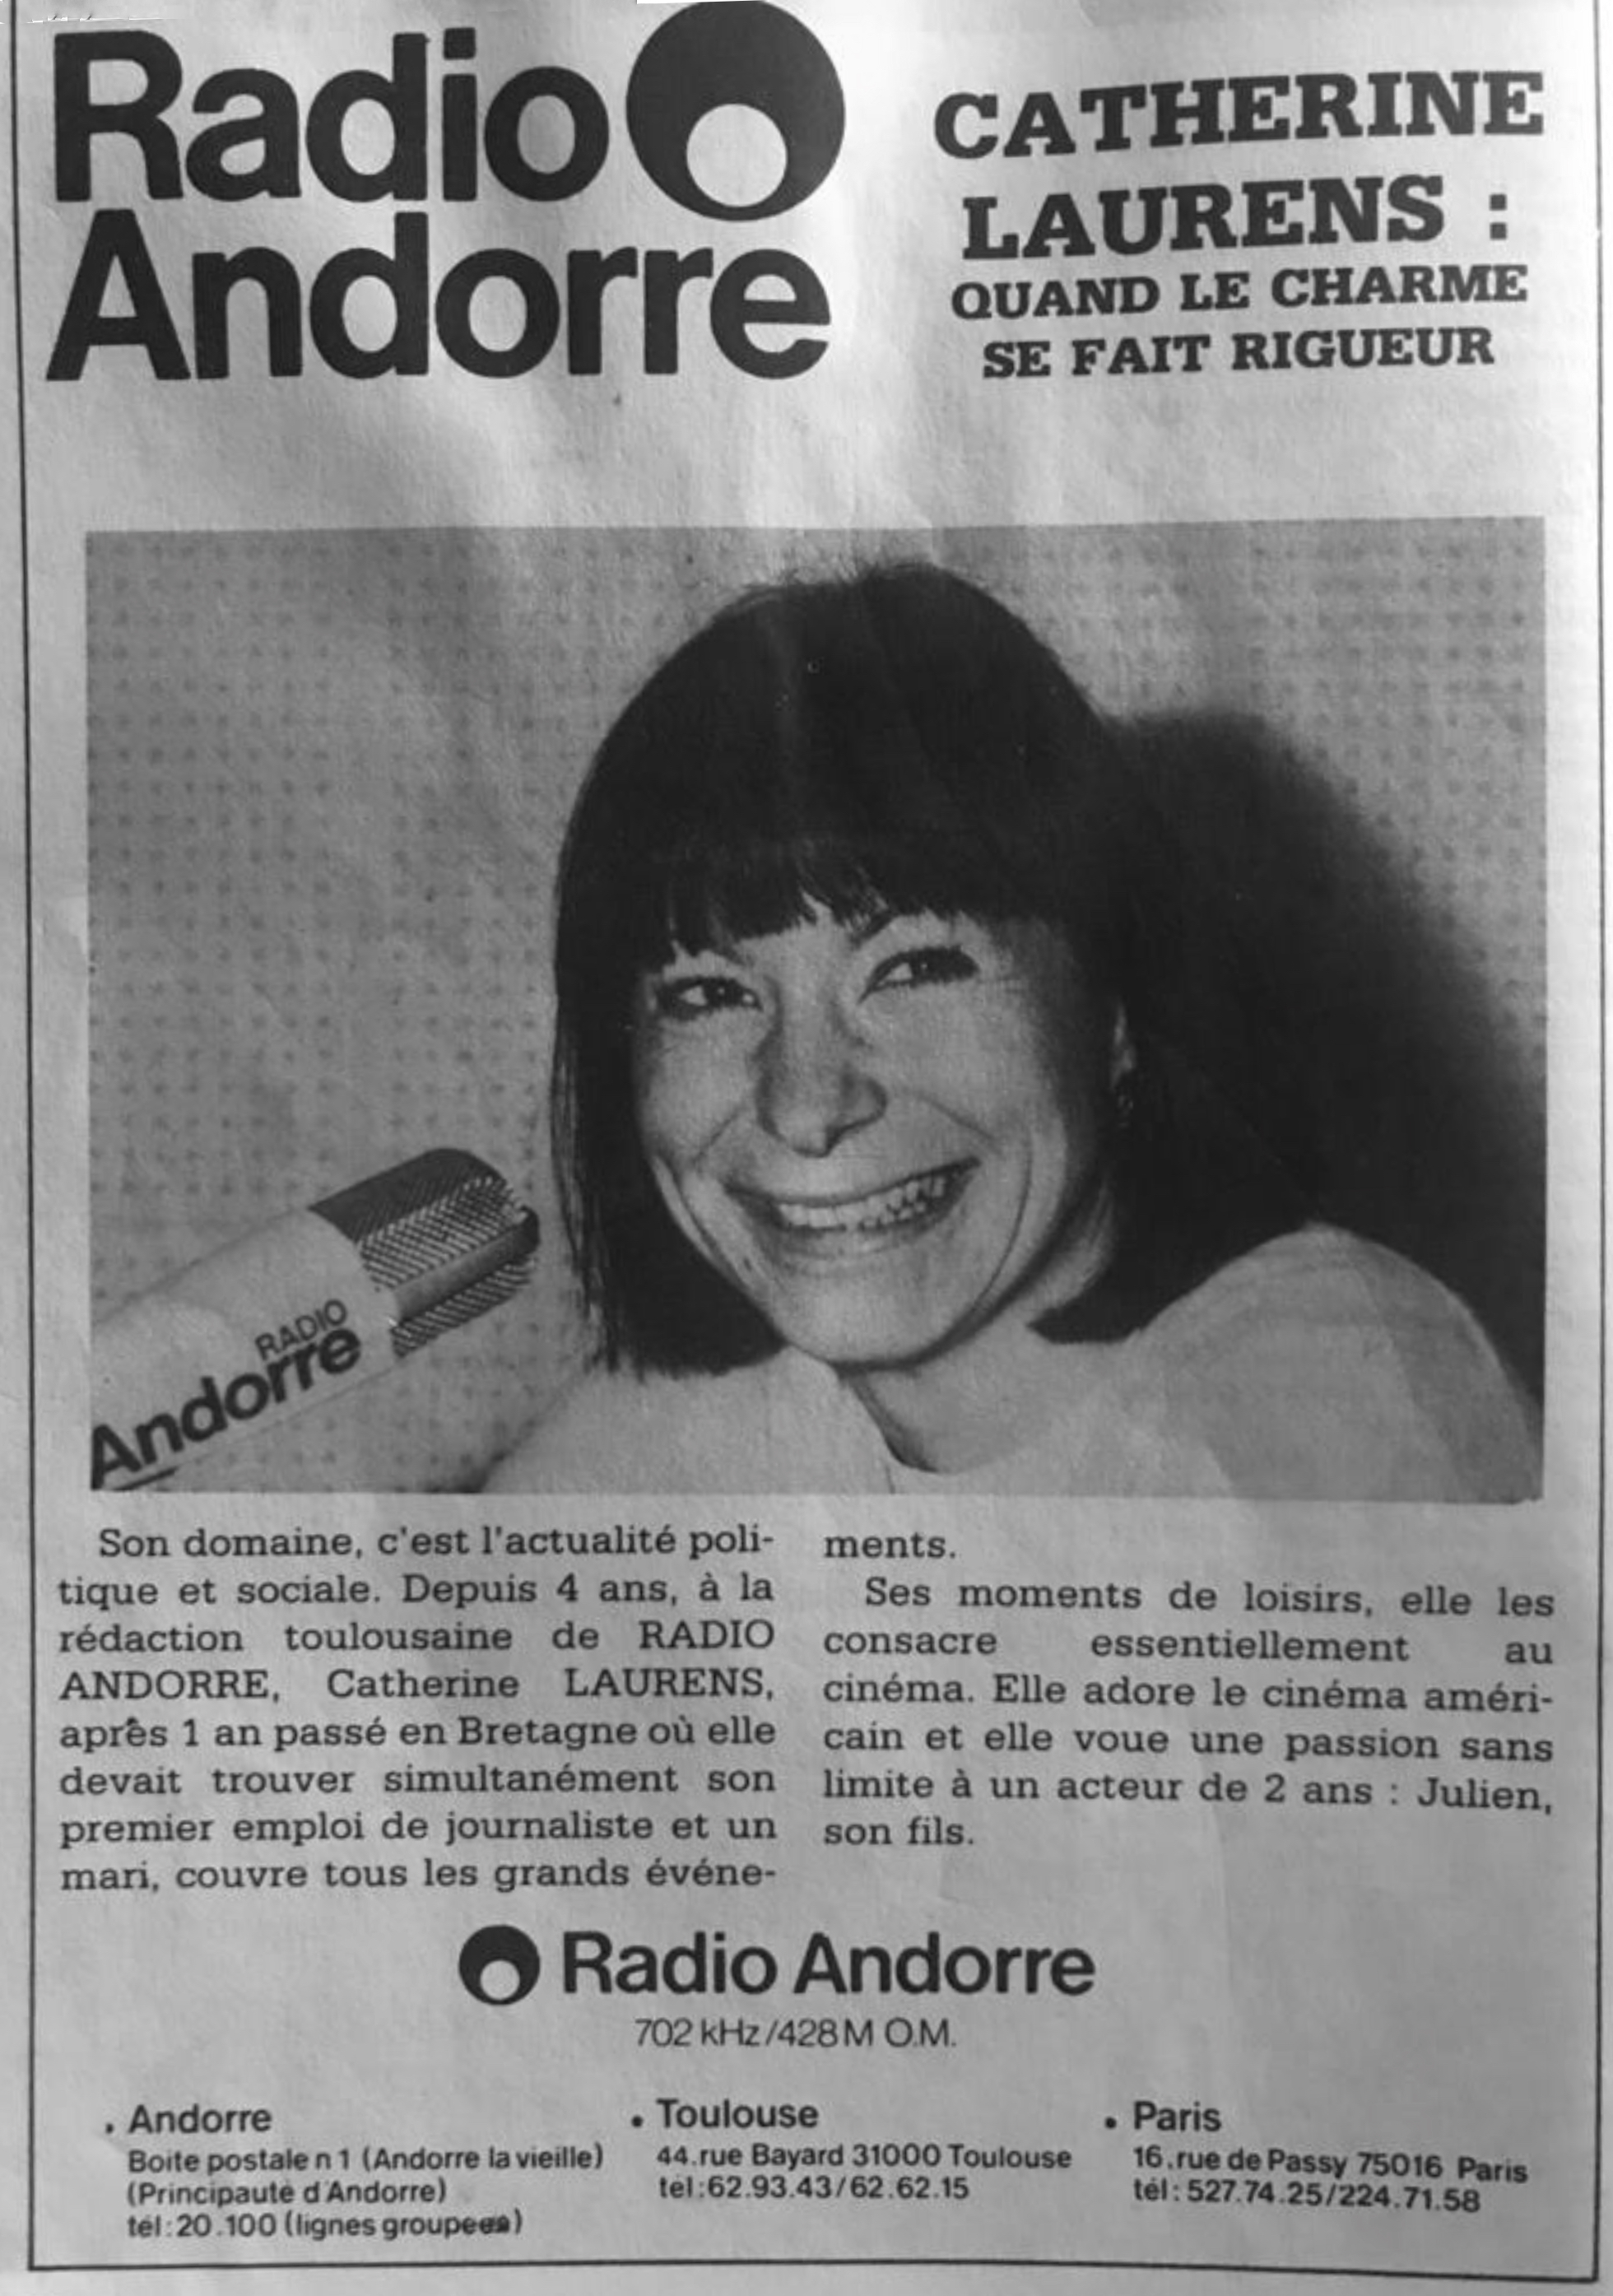 Radio
Andorre
CATHERINE
LAURENS :
QUAND LE CHARME
SE FAIT RIGUEUR
RADIO
Andorre
Son domaine, c'est l'actualité poli-
tique et sociale. Depuis 4 ans, à la
rédaction toulousaine de RADIO
ANDORRE, Catherine LAURENS,
après 1 an passé en Bretagne où elle
devait trouver simultanément son
premier emploi de journaliste et un
mari, couvre tous les grands événe-
ments.
Ses moments de loisirs, elle les
consacre essentiellement au
cinéma. Elle adore le cinéma améri-
cain et elle voue une passion sans
limite à un acteur de 2 ans : Julien,
son fils.
Radio Andorre
702 kHz/428M O.M.
• Andorre
Boite postale n 1 (Andorre la vieille)
(Principauté d'Andorre)
tél:20.100 (lignes groupees)
• Toulouse
44.rue Bayard 31000 Toulouse
tel:62.93.43/62.62.15
• Paris
16.rue de Passy 75016 Paris
tél: 527.74.25/224.71.58